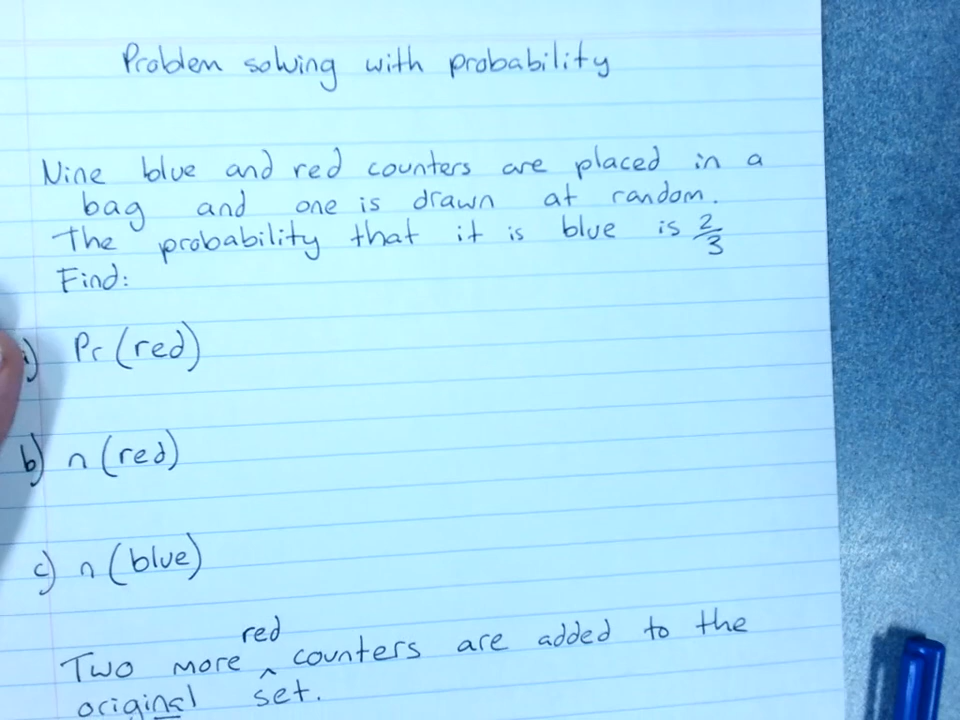 Problem solving with probability
Nine blue and red counters are placed in a
bag and one is drawn at random.
The probability that it is blue is 2/3
Find:
) Pr (red)
b) n (red)
c) n (blue)
Two more red counters are added to the
original set.